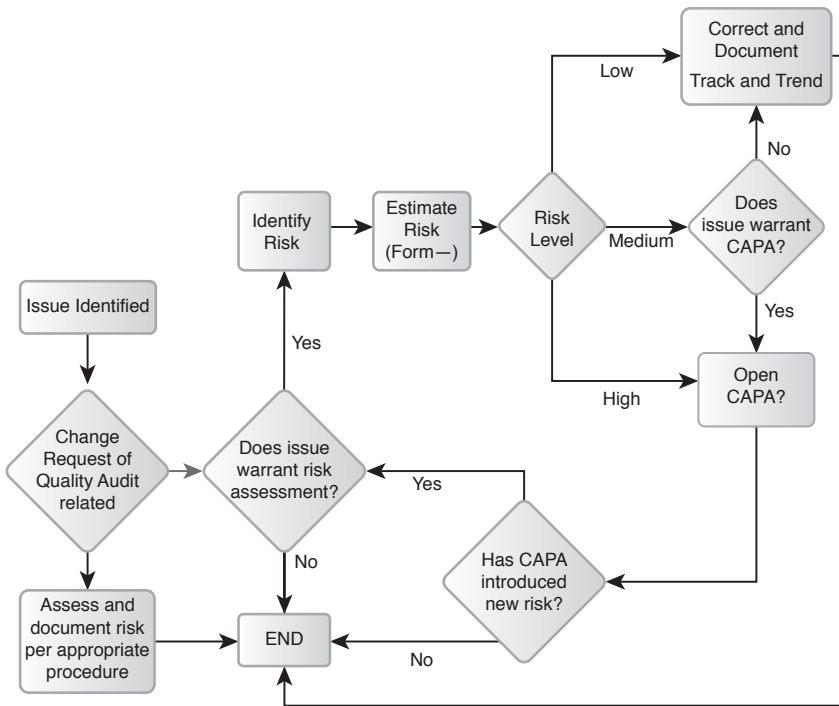 Correct and
Document
Track and Trend
Low
No
Identify
Risk
Estimate
Risk
(Form—)
Risk
Level
Medium
Does
issue warrant
CAPA?
Issue Identified
Yes
Yes
Open
CAPA?
High
Change
Request of
Quality Audit
related
Does issue
warrant risk
assessment?
Yes
No
Has CAPA
introduced
new risk?
Assess and
document risk
per appropriate
procedure
END
No